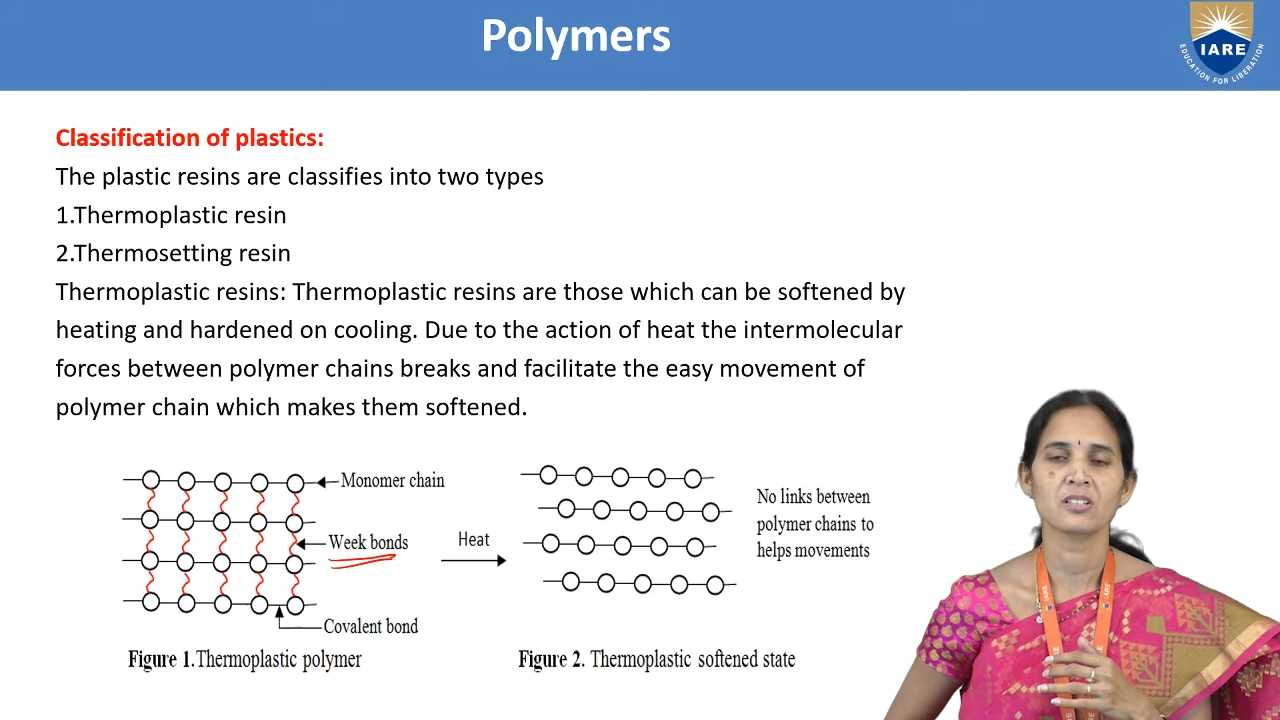 Polymers
IARE
EDUCATION FOR LIBERATION
Classification of plastics:
The plastic resins are classifies into two types
1.Thermoplastic resin
2.Thermosetting resin
Thermoplastic resins: Thermoplastic resins are those which can be softened by
heating and hardened on cooling. Due to the action of heat the intermolecular
forces between polymer chains breaks and facilitate the easy movement of
polymer chain which makes them softened.
Monomer chain
Week bonds
Covalent bond
Figure 1.Thermoplastic polymer
Heat
No links between
polymer chains to
helps movements
Figure 2. Thermoplastic softened state
IARE
IARE